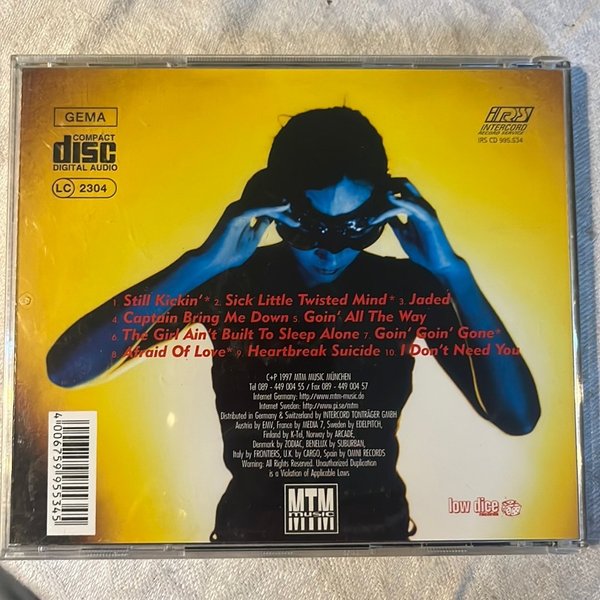 GEMA
COMPACT
disc
DIGITAL AUDIO
LC 2304
iRS
INTERCORD
RECORD SERVICE
IRS CD 995.534
1 Still Kickin'* 2. Sick Little Twisted Mind* 3 Jaded
4 Captain Bring Me Down 5. Goin' All The Way
6 The Girl Ain't Built To Sleep Alone 7. Goin' Goin' Gone*
8 Afraid Of Love* 9 Heartbreak Suicide 10. I Don't Need You
C+P 1997 MTM MUSIC MÜNCHEN
Tel 089 - 449 004 55 / Fax 089 - 449 004 57
Internet Germany: http://www.mtm-music.de
Internet Sweden: http://www.pi.se/mtm
Distributed in Germany & Switzerland by INTERCORD TONTRÄGER GMBH
Austria by EMV, France by MEDIA 7, Sweden by EDELPITCH,
Finland by K-Tel, Norway by ARCADE,
Denmark by ZODIAC, BENELUX by SUBURBAN,
Italy by FRONTIERS, U.K. by CARGO, Spain by OMNI RECORDS
Warning: All Rights Reserved. Unauthorized Duplication
is a Violation of Applicable Laws
4 006759 955345
MTM
MUSIC
low dice